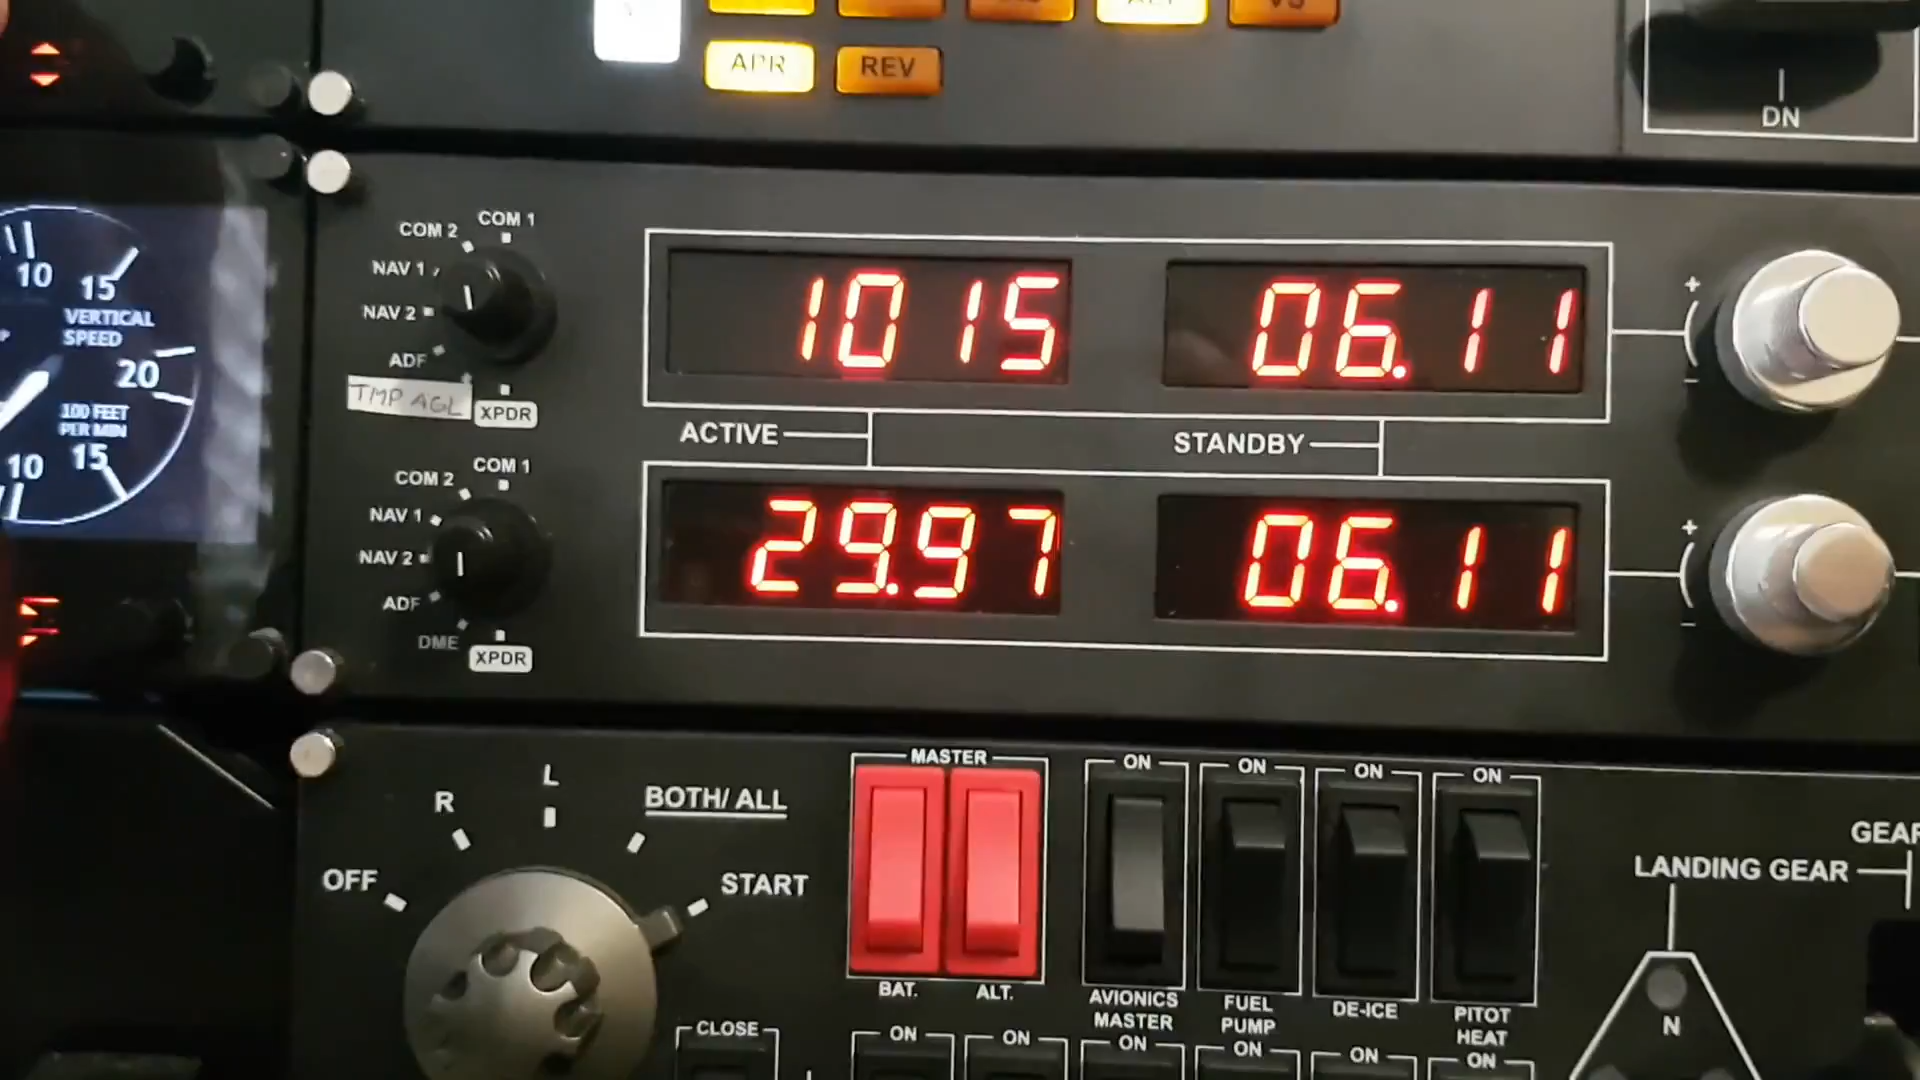 APR REV
DN
10 15
VERTICAL
SPEED
20
100 FEET
PER MIN
10 15
COM 2 COM 1
NAV 1
NAV 2
ADF
TMP AGL XPDR
1015 06.11
ACTIVE STANDBY
+
-
COM 2 COM 1
NAV 1
NAV 2
ADF
DME
XPDR
29.97 06.11
+
-
OFF R L BOTH/ ALL START
MASTER
BAT. ALT.
ON ON ON ON
AVIONICS
MASTER
FUEL
PUMP
DE-ICE
PITOT
HEAT
LANDING GEAR
N
CLOSE
ON ON ON ON ON ON